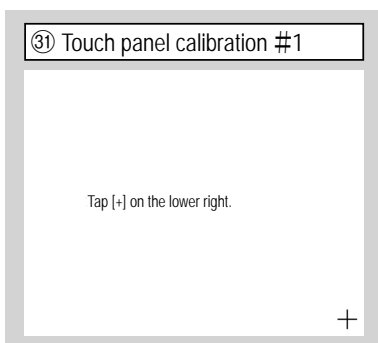 ㉛ Touch panel calibration #1
Tap [+] on the lower right.
+